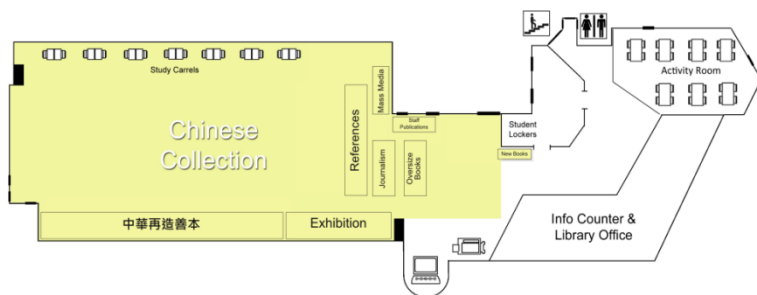 Study Carrels
Chinese
Collection
References
Mass Media
Staff
Publications
Journalism
Oversize
Books
Student
Lockers
New Books
Activity Room
Info Counter &
Library Office
中華再造善本
Exhibition